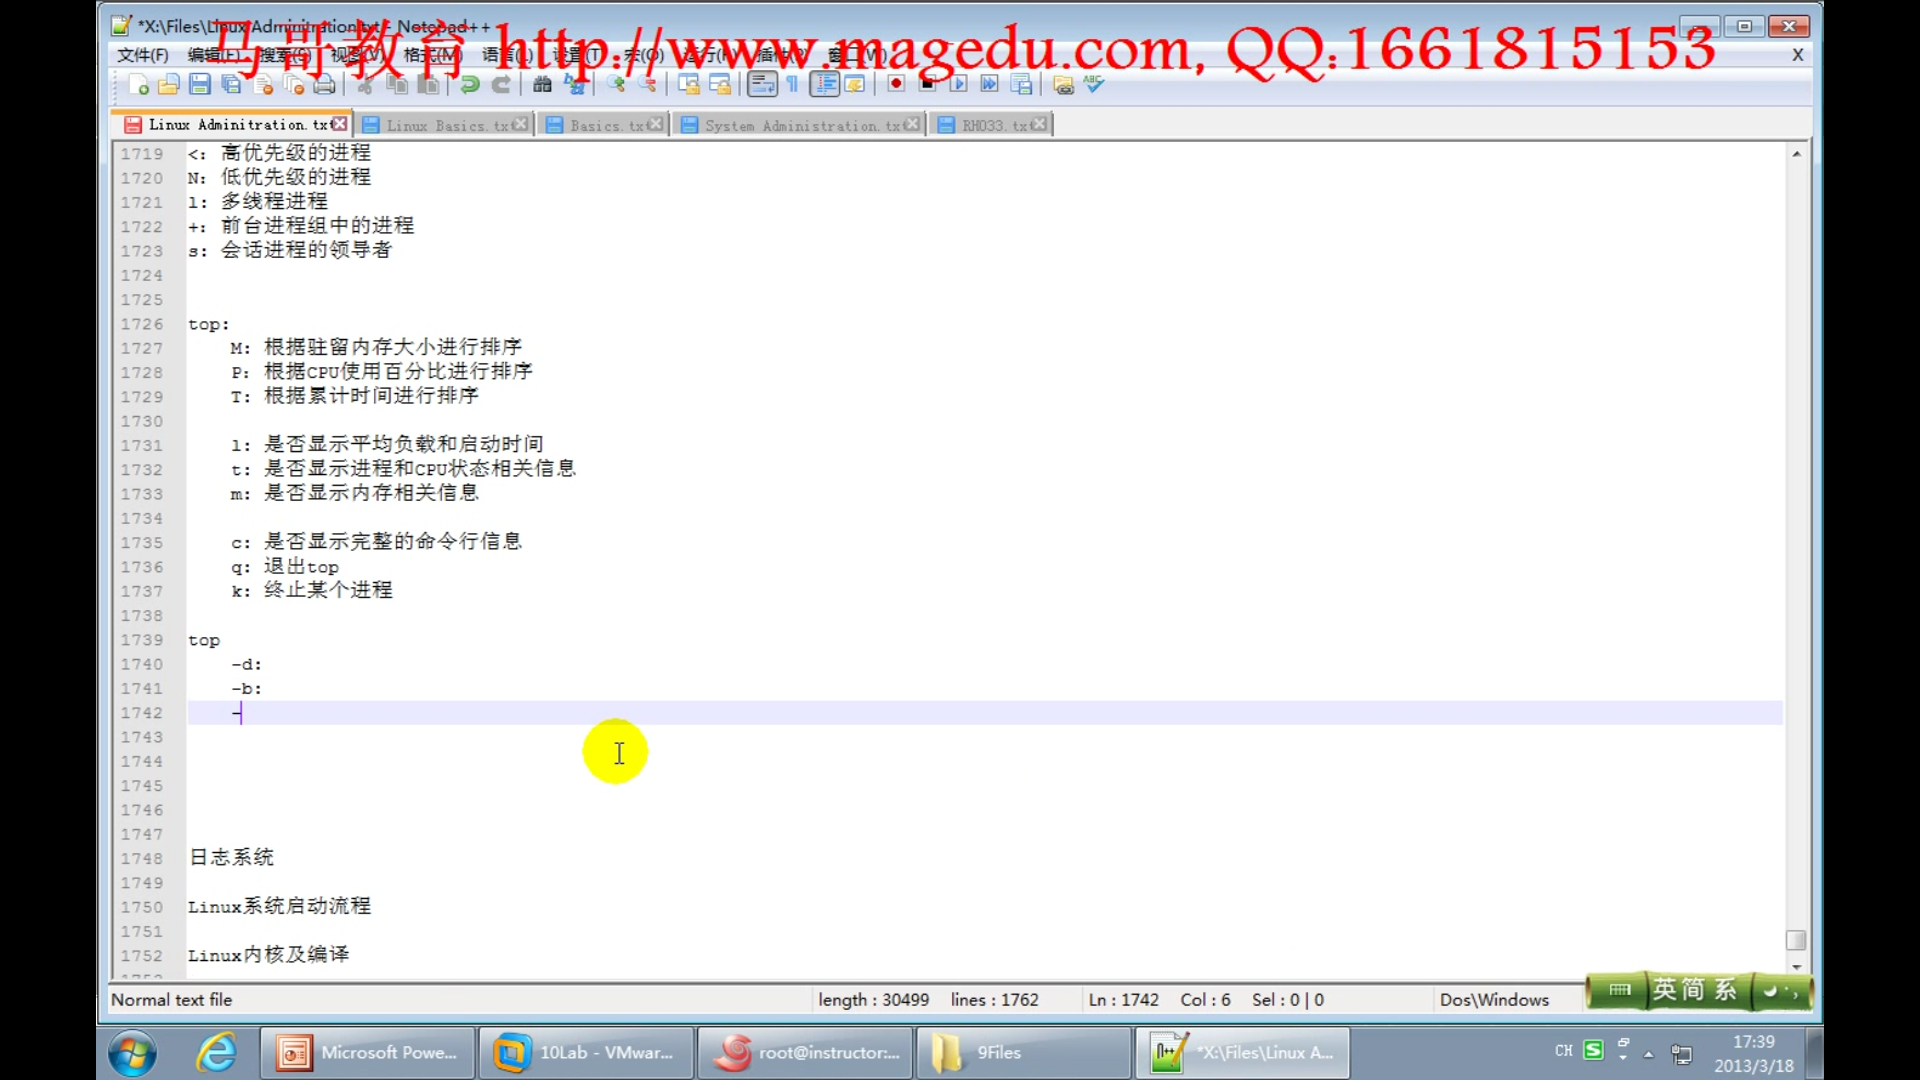 *X:\Files\Linux Adminitration.txt - Notepad++
马哥教育 http://www.magedu.com, QQ:1661815153
文件(F) 编辑(E) 搜索(S) 视图(V) 格式(M) 语言(L) 设置(T) 宏(O) 运行(R) 插件(P) 窗口(W) X
Linux Adminitration.txt Linux Basics.txt Basics.txt System Administration.txt RH033.txt
1719 <: 高优先级的进程
1720 N: 低优先级的进程
1721 l: 多线程进程
1722 +: 前台进程组中的进程
1723 s: 会话进程的领导者
1724
1725
1726 top:
1727 M: 根据驻留内存大小进行排序
1728 P: 根据CPU使用百分比进行排序
1729 T: 根据累计时间进行排序
1730
1731 l: 是否显示平均负载和启动时间
1732 t: 是否显示进程和CPU状态相关信息
1733 m: 是否显示内存相关信息
1734
1735 c: 是否显示完整的命令行信息
1736 q: 退出top
1737 k: 终止某个进程
1738
1739 top
1740 -d:
1741 -b:
1742 -
1743
1744
1745
1746
1747
1748 日志系统
1749
1750 Linux系统启动流程
1751
1752 Linux内核及编译
Normal text file length : 30499 lines : 1762 Ln : 1742 Col : 6 Sel : 0 | 0 Dos\Windows 英简系
Microsoft Powe... 10Lab - VMwar... root@instructor:... 9Files *X:\Files\Linux A... CH 17:39
2013/3/18